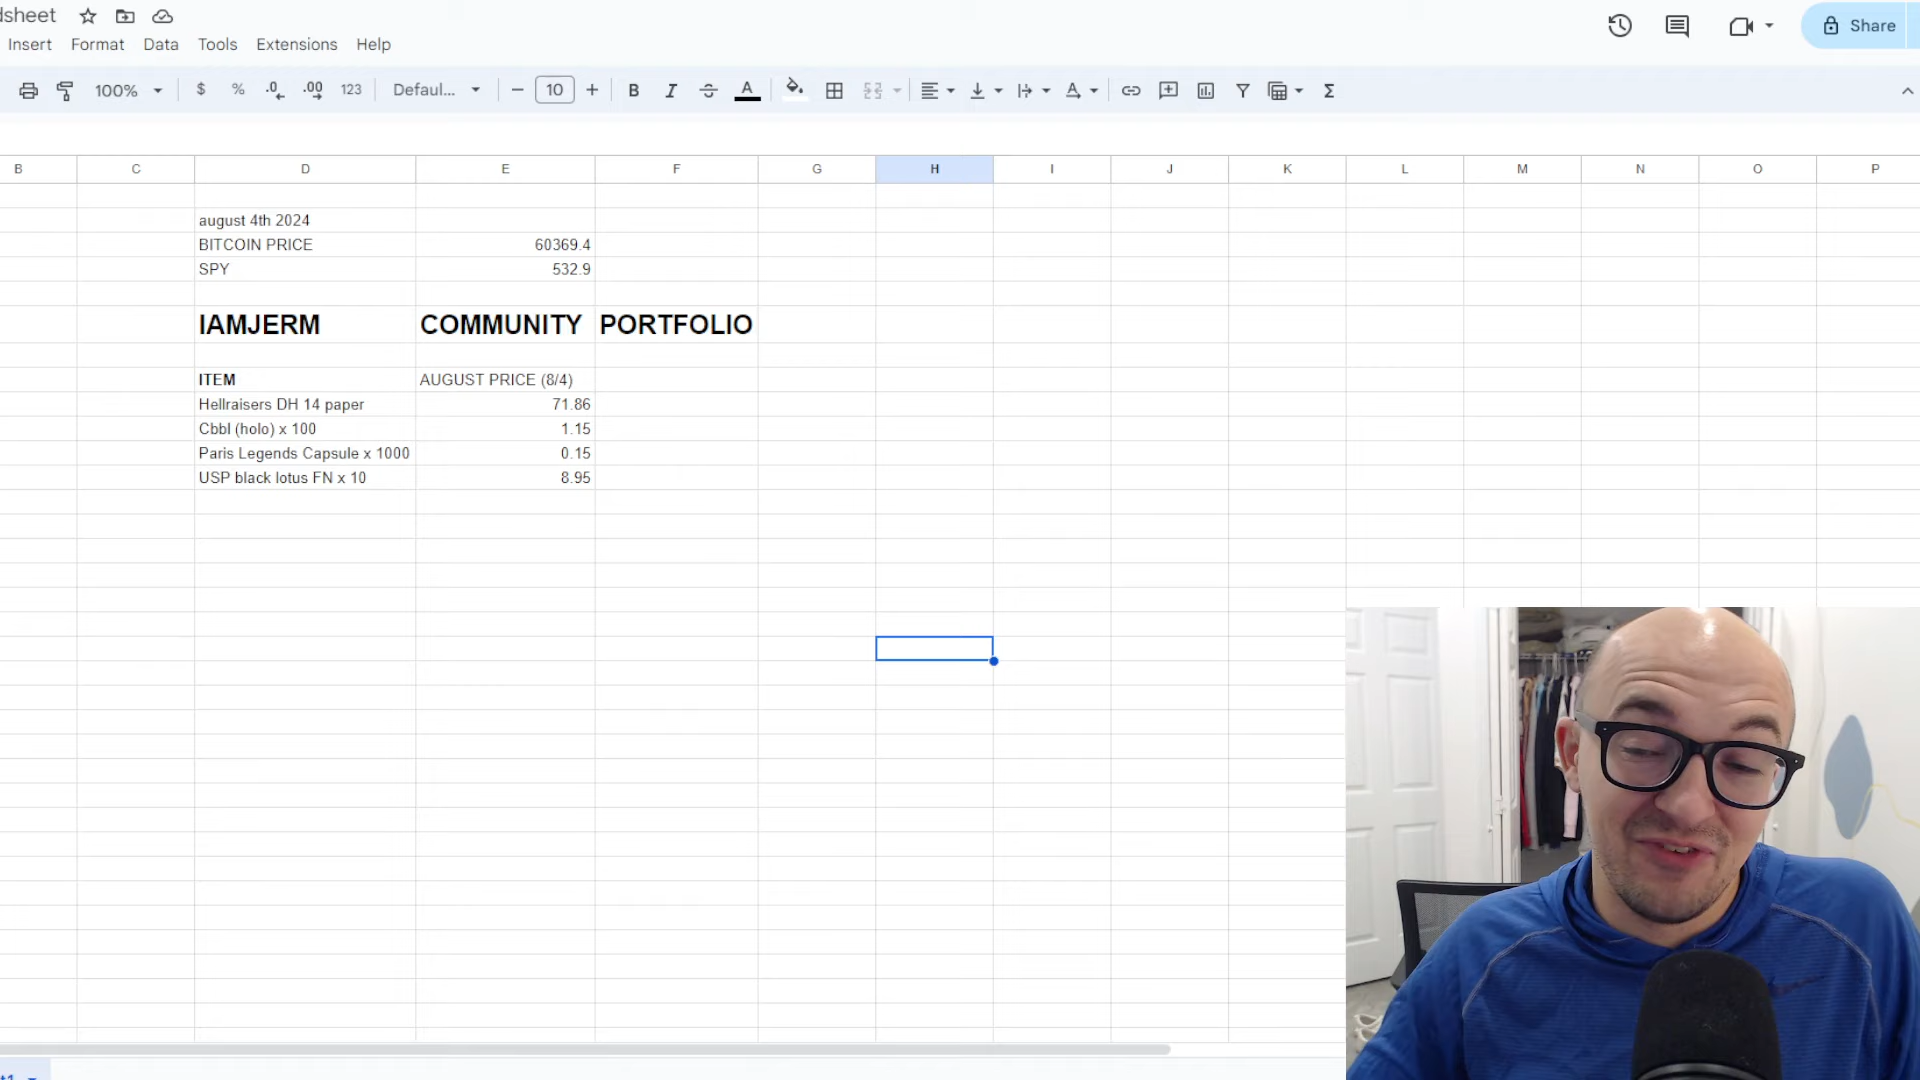 dsheet
Insert Format Data Tools Extensions Help
Share
100% $ % .0 .00 123 Defaul... 10 B I S A Σ
B C D E F G H I J K L M N O P
august 4th 2024
BITCOIN PRICE 60369.4
SPY 532.9
IAMJERM COMMUNITY PORTFOLIO
ITEM AUGUST PRICE (8/4)
Hellraisers DH 14 paper 71.86
Cbbl (holo) x 100 1.15
Paris Legends Capsule x 1000 0.15
USP black lotus FN x 10 8.95